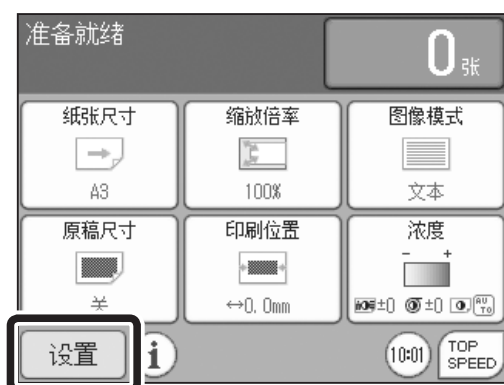 准备就绪
0 张
纸张尺寸
A3
缩放倍率
100%
图像模式
文本
原稿尺寸
关
印刷位置
↔0. 0mm
浓度
- +
±0 ±0 AUTO
设置
i
10:01
TOP
SPEED